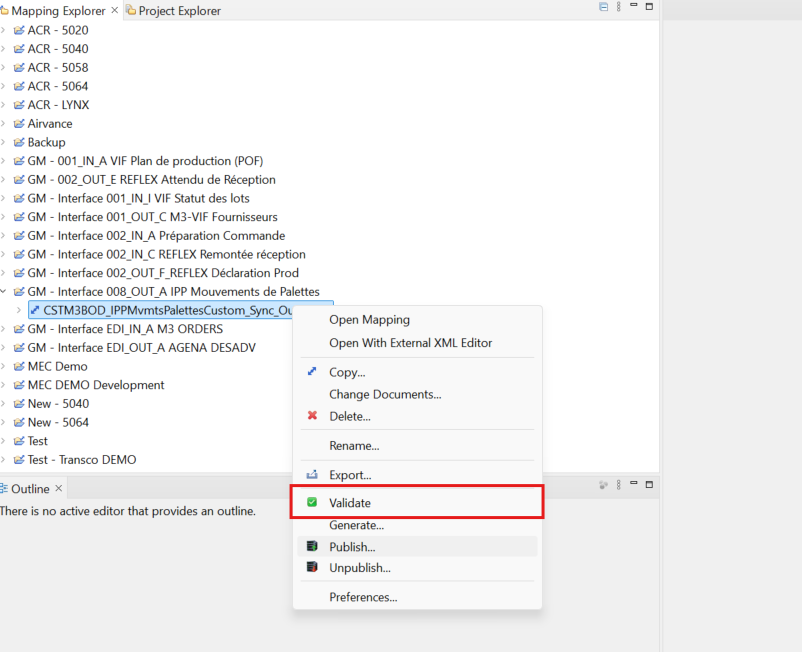 Mapping Explorer
Project Explorer
ACR - 5020
ACR - 5040
ACR - 5058
ACR - 5064
ACR - LYNX
Airvance
Backup
GM - 001_IN_A VIF Plan de production (POF)
GM - 002_OUT_E REFLEX Attendu de Réception
GM - Interface 001_IN_I VIF Statut des lots
GM - Interface 001_OUT_C M3-VIF Fournisseurs
GM - Interface 002_IN_A Préparation Commande
GM - Interface 002_IN_C REFLEX Remontée réception
GM - Interface 002_OUT_F_REFLEX Déclaration Prod
GM - Interface 008_OUT_A IPP Mouvements de Palettes
CSTM3BOD_IPPMvmtsPalettesCustom_Sync_Ou
GM - Interface EDI_IN_A M3 ORDERS
GM - Interface EDI_OUT_A AGENA DESADV
MEC Demo
MEC DEMO Development
New - 5040
New - 5064
Test
Test - Transco DEMO
Open Mapping
Open With External XML Editor
Copy...
Change Documents...
Delete...
Rename...
Export...
Validate
Generate...
Publish...
Unpublish...
Preferences...
Outline
There is no active editor that provides an outline.